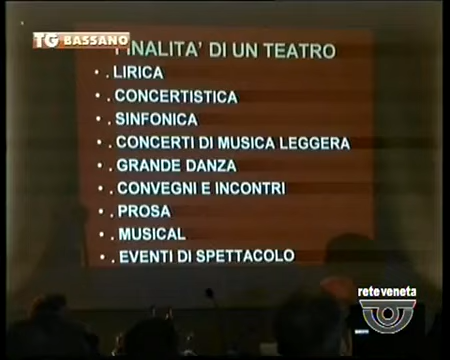 TG BASSANO
FINALITA' DI UN TEATRO
• . LIRICA
• . CONCERTISTICA
• . SINFONICA
• . CONCERTI DI MUSICA LEGGERA
• . GRANDE DANZA
• . CONVEGNI E INCONTRI
• . PROSA
• . MUSICAL
• . EVENTI DI SPETTACOLO
reteveneta